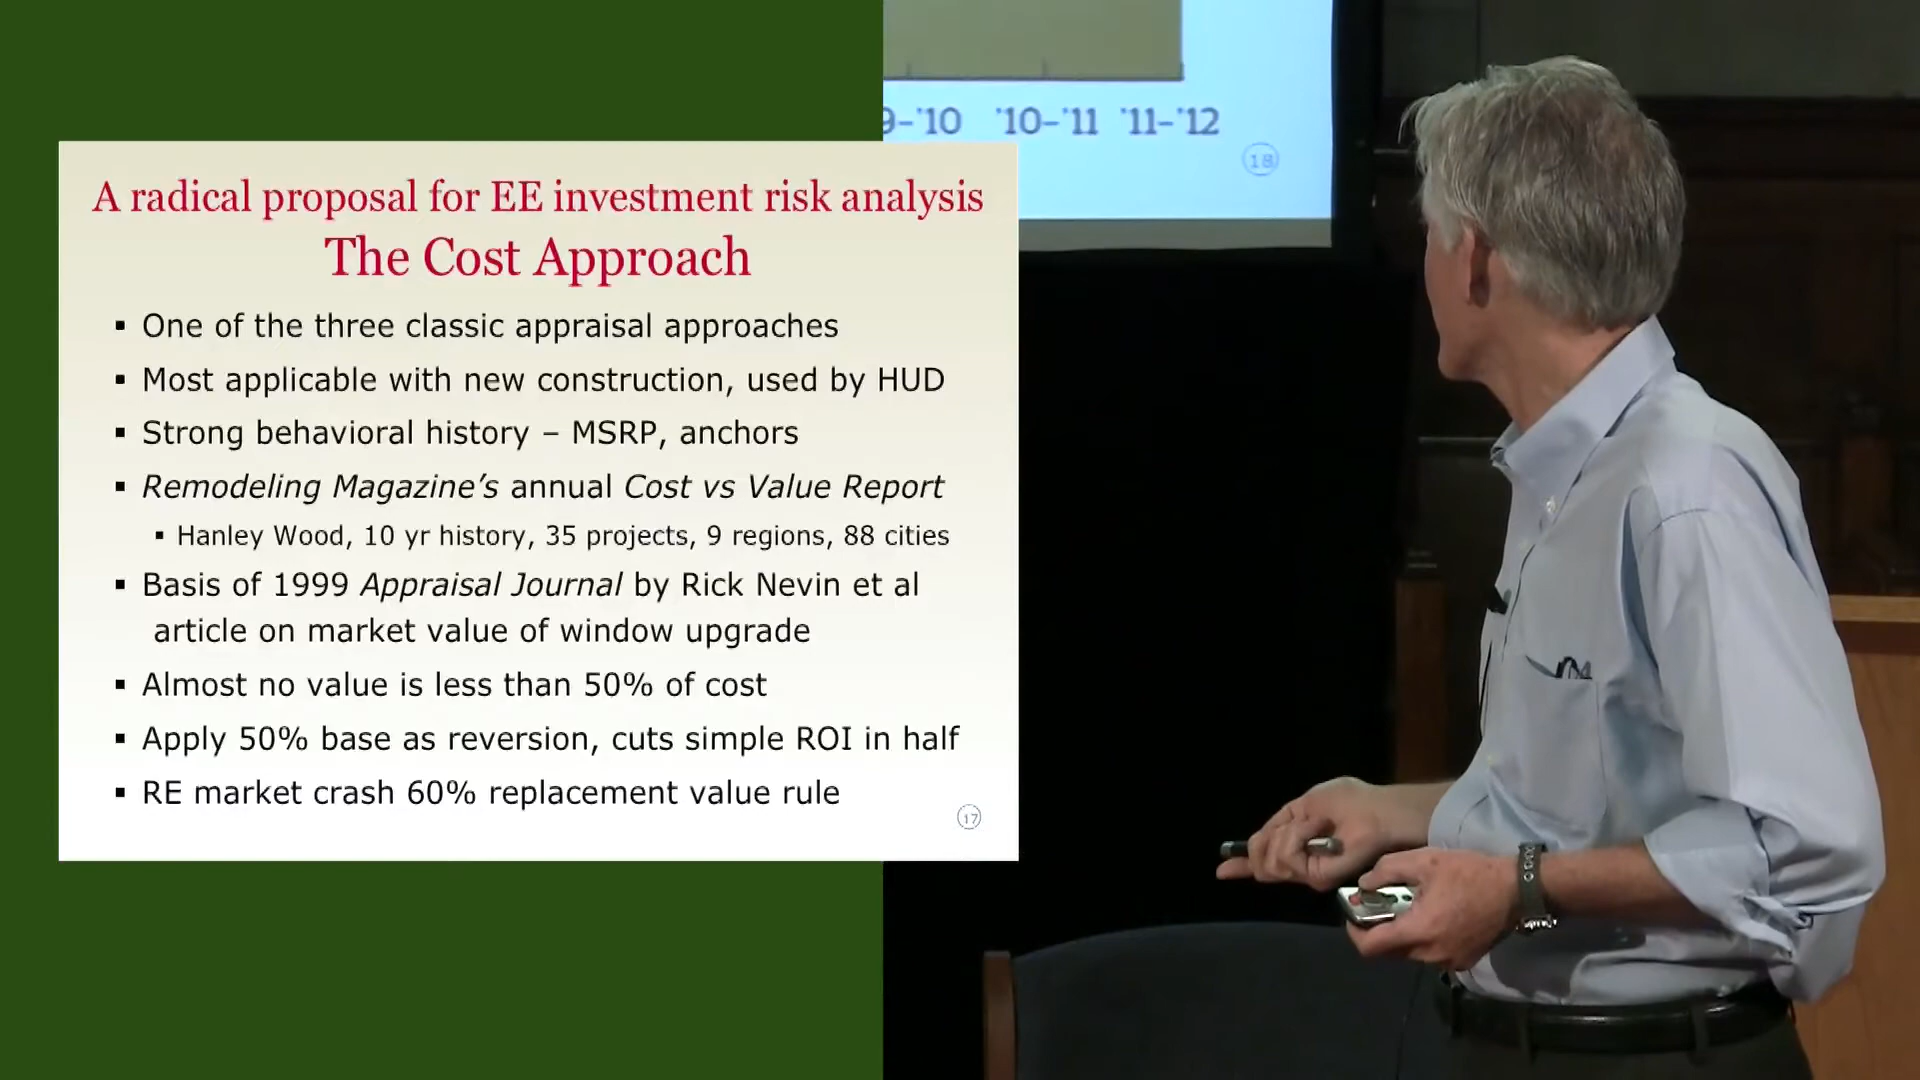 A radical proposal for EE investment risk analysis
The Cost Approach
▪ One of the three classic appraisal approaches
▪ Most applicable with new construction, used by HUD
▪ Strong behavioral history – MSRP, anchors
▪ Remodeling Magazine’s annual Cost vs Value Report
▪ Hanley Wood, 10 yr history, 35 projects, 9 regions, 88 cities
▪ Basis of 1999 Appraisal Journal by Rick Nevin et al
article on market value of window upgrade
▪ Almost no value is less than 50% of cost
▪ Apply 50% base as reversion, cuts simple ROI in half
▪ RE market crash 60% replacement value rule
17
9-'10 '10-'11 '11-'12
18